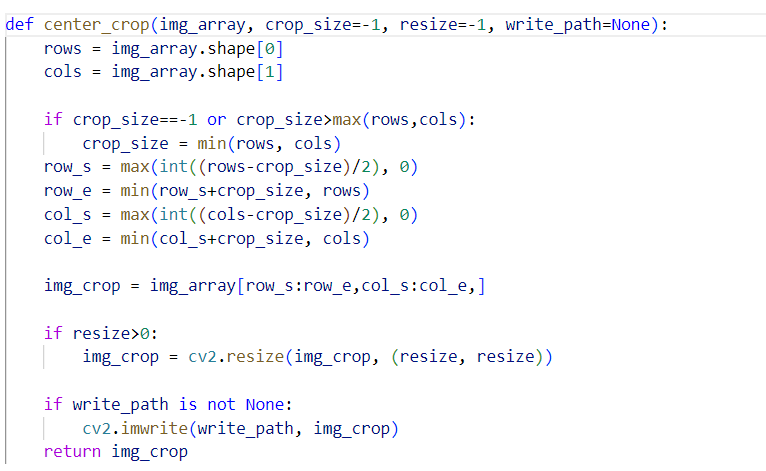 def center_crop(img_array, crop_size=-1, resize=-1, write_path=None):
    rows = img_array.shape[0]
    cols = img_array.shape[1]

    if crop_size==-1 or crop_size>max(rows,cols):
        crop_size = min(rows, cols)
    row_s = max(int((rows-crop_size)/2), 0)
    row_e = min(row_s+crop_size, rows)
    col_s = max(int((cols-crop_size)/2), 0)
    col_e = min(col_s+crop_size, cols)

    img_crop = img_array[row_s:row_e,col_s:col_e,]

    if resize>0:
        img_crop = cv2.resize(img_crop, (resize, resize))

    if write_path is not None:
        cv2.imwrite(write_path, img_crop)
    return img_crop